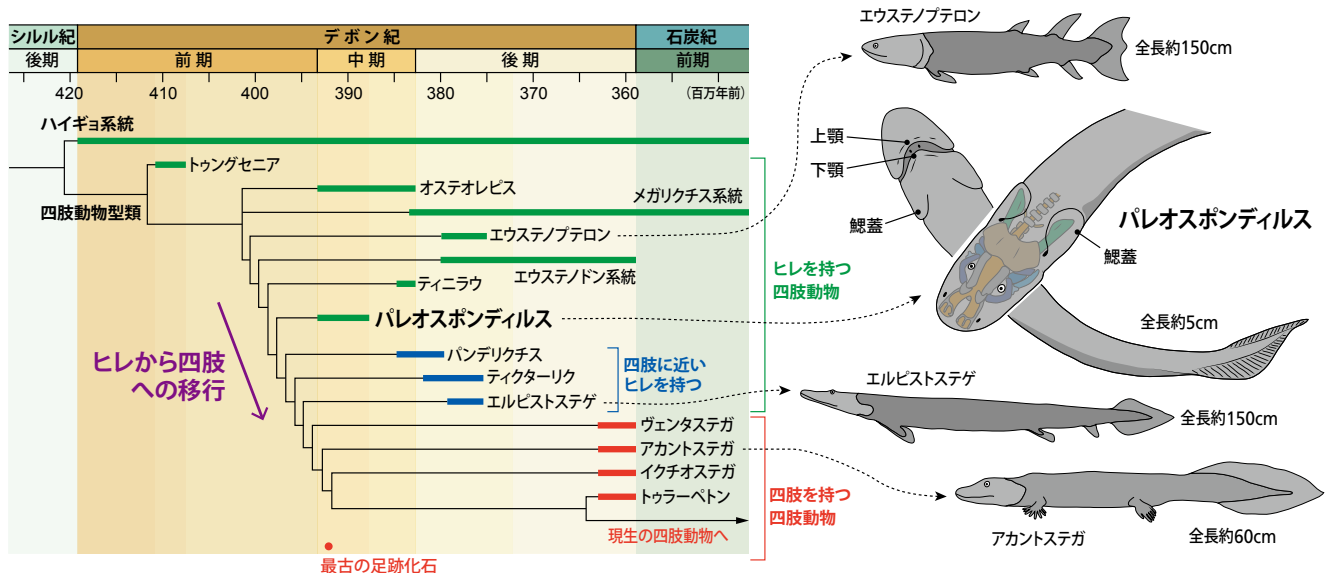 シルル紀
デボン紀
石炭紀
後期
前期
中期
後期
前期
420
410
400
390
380
370
360
(百万年前)
ハイギョ系統
トゥングセニア
四肢動物型類
オステオレピス
メガリクチス系統
エウステノプテロン
エウステノドン系統
ティニラウ
パレオスポンディルス
パンデリクチス
ティクターリク
エルピストステゲ
ヴェンタステガ
アカントステガ
イクチオステガ
トゥラーペトン
現生の四肢動物へ
最古の足跡化石
ヒレから四肢
への移行
四肢に近い
ヒレを持つ
ヒレを持つ
四肢動物
四肢を持つ
四肢動物
エウステノプテロン
全長約150cm
上顎
下顎
鰓蓋
パレオスポンディルス
鰓蓋
全長約5cm
エルピストステゲ
全長約150cm
アカントステガ
全長約60cm